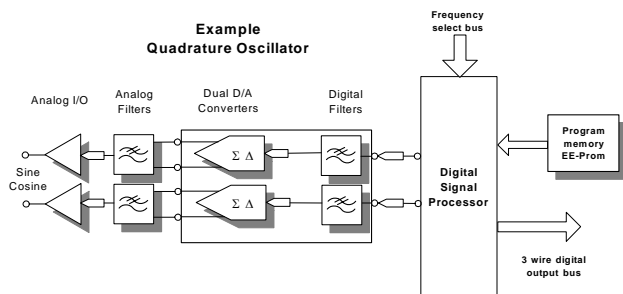 Example
Quadrature Oscillator
Frequency
select bus
Analog I/O
Analog
Filters
Dual D/A
Converters
Digital Filters
Sine
Cosine
Σ Δ
Σ Δ
Digital
Signal
Processor
Program
memory
EE-Prom
3 wire digital
output bus